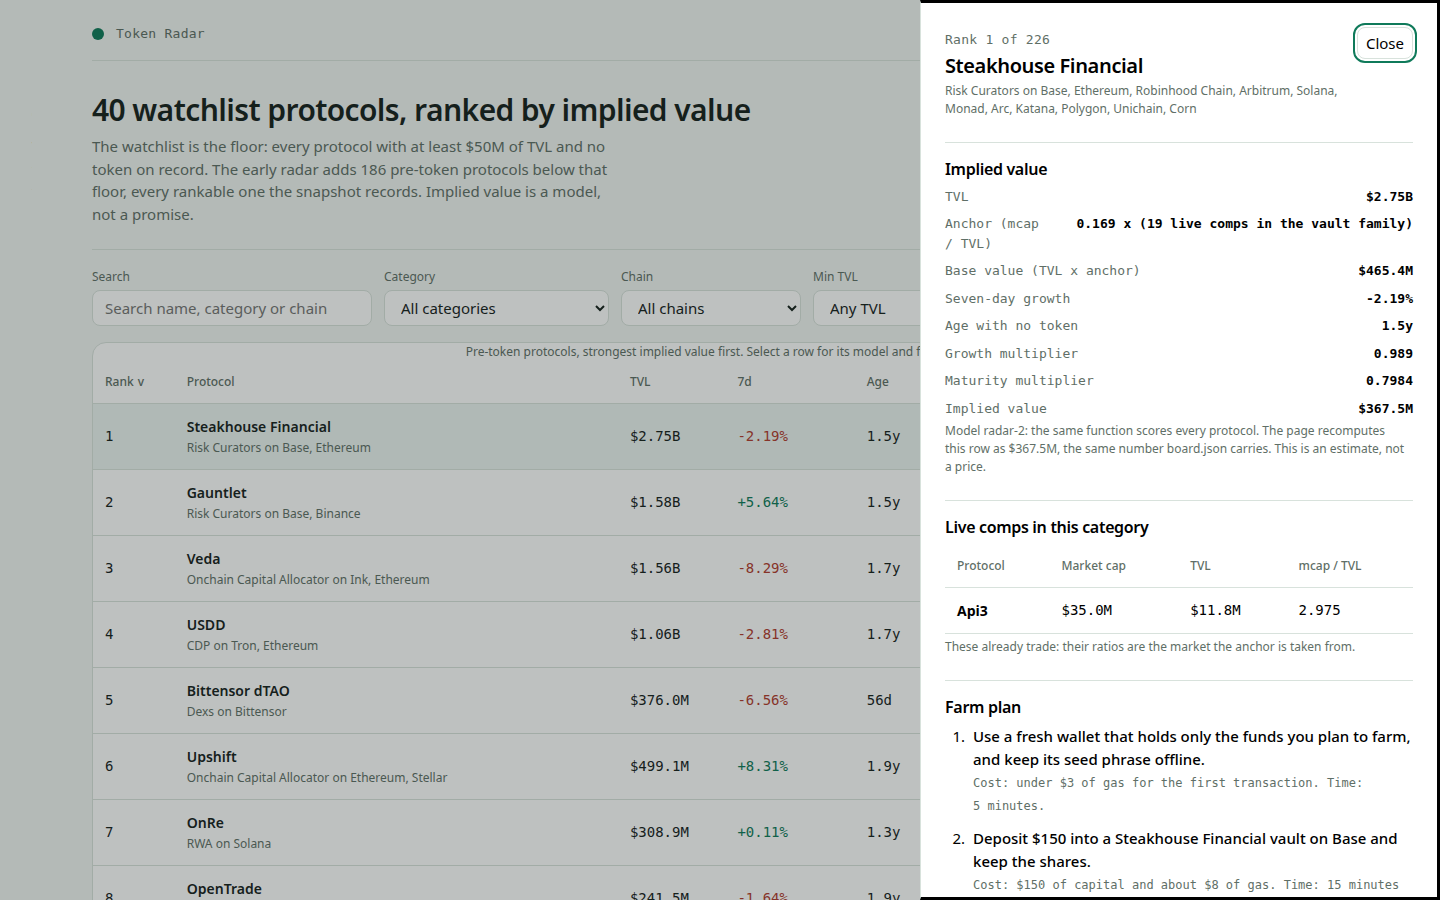 Token Radar
40 watchlist protocols, ranked by implied value
The watchlist is the floor: every protocol with at least $50M of TVL and no
token on record. The early radar adds 186 pre-token protocols below that
floor, every rankable one the snapshot records. Implied value is a model,
not a promise.
Search Category Chain Min TVL
Search name, category or chain All categories All chains Any TVL
Pre-token protocols, strongest implied value first. Select a row for its model and f
Rank v Protocol TVL 7d Age
1 Steakhouse Financial $2.75B -2.19% 1.5y
Risk Curators on Base, Ethereum
2 Gauntlet $1.58B +5.64% 1.5y
Risk Curators on Base, Binance
3 Veda $1.56B -8.29% 1.7y
Onchain Capital Allocator on Ink, Ethereum
4 USDD $1.06B -2.81% 1.7y
CDP on Tron, Ethereum
5 Bittensor dTAO $376.0M -6.56% 56d
Dexs on Bittensor
6 Upshift $499.1M +8.31% 1.9y
Onchain Capital Allocator on Ethereum, Stellar
7 OnRe $308.9M +0.11% 1.3y
RWA on Solana
8 OpenTrade $241.5M -1.64% 1.9y
Rank 1 of 226
Close
Steakhouse Financial
Risk Curators on Base, Ethereum, Robinhood Chain, Arbitrum, Solana,
Monad, Arc, Katana, Polygon, Unichain, Corn
Implied value
TVL $2.75B
Anchor (mcap 0.169 x (19 live comps in the vault family)
/ TVL)
Base value (TVL x anchor) $465.4M
Seven-day growth -2.19%
Age with no token 1.5y
Growth multiplier 0.989
Maturity multiplier 0.7984
Implied value $367.5M
Model radar-2: the same function scores every protocol. The page recomputes
this row as $367.5M, the same number board.json carries. This is an estimate, not
a price.
Live comps in this category
Protocol Market cap TVL mcap / TVL
Api3 $35.0M $11.8M 2.975
These already trade: their ratios are the market the anchor is taken from.
Farm plan
1. Use a fresh wallet that holds only the funds you plan to farm,
and keep its seed phrase offline.
Cost: under $3 of gas for the first transaction. Time:
5 minutes.
2. Deposit $150 into a Steakhouse Financial vault on Base and
keep the shares.
Cost: $150 of capital and about $8 of gas. Time: 15 minutes